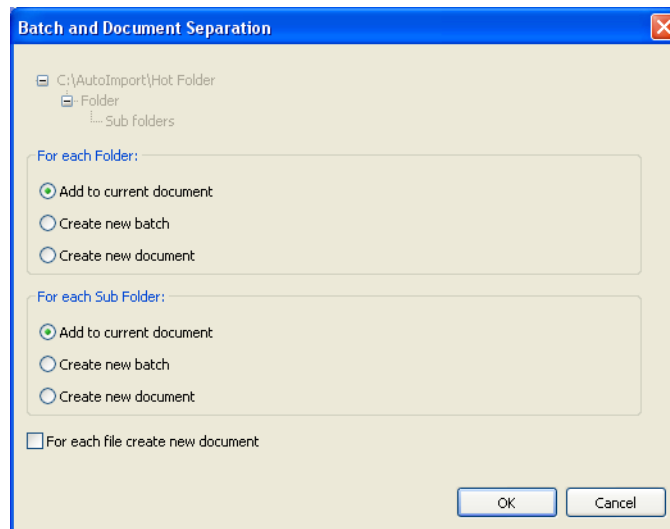 Batch and Document Separation
C:\AutoImport\Hot Folder
Folder
Sub folders
For each Folder:
Add to current document
Create new batch
Create new document
For each Sub Folder:
Add to current document
Create new batch
Create new document
For each file create new document
OK Cancel